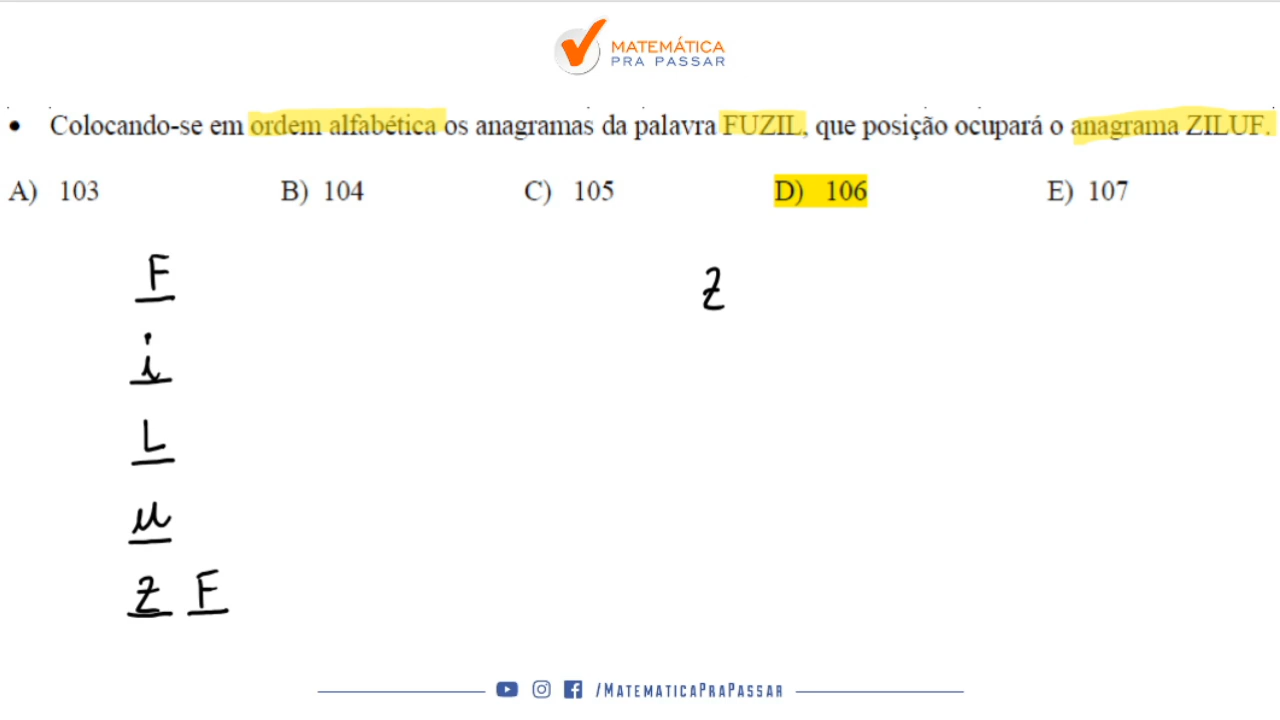 MATEMÁTICA
PRA PASSAR
• Colocando-se em ordem alfabética os anagramas da palavra FUZIL, que posição ocupará o anagrama ZILUF.
A) 103 B) 104 C) 105 D) 106 E) 107
F
Z
i
L
u
Z F
/MATEMATICAPRAPASSAR